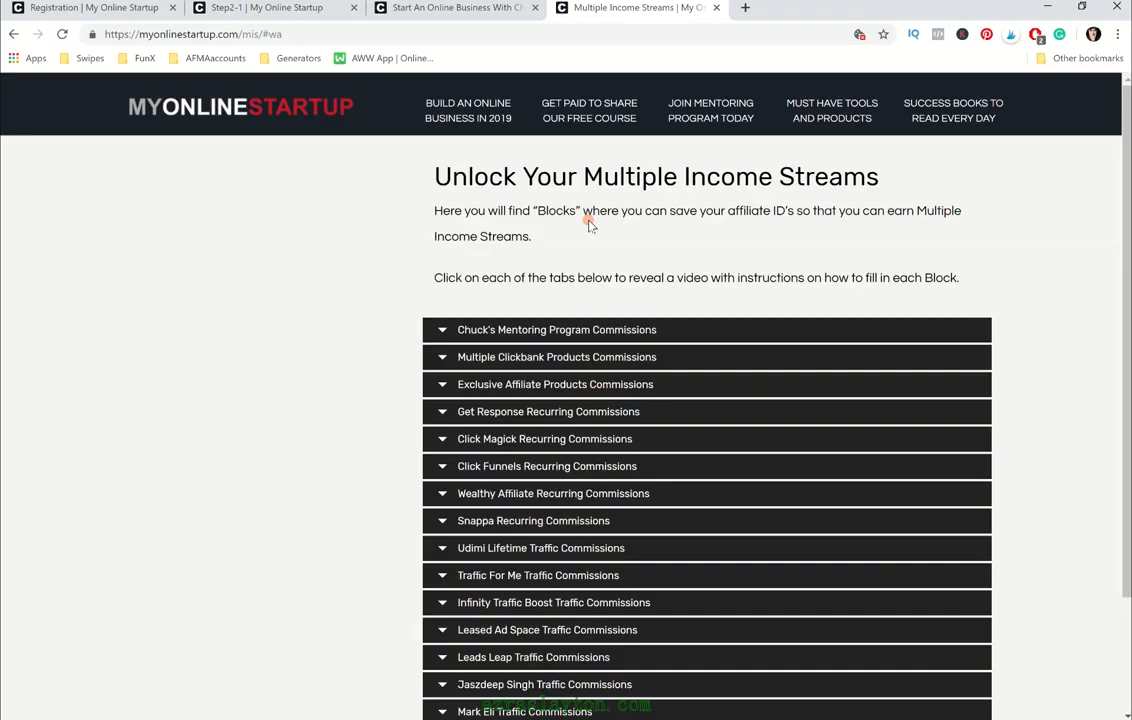 Registration | My Online Startup
Step2-1 | My Online Startup
Start An Online Business With Ch
Multiple Income Streams | My O
https://myonlinestartup.com/mis/#wa
IQ
2
Apps
Swipes
FunX
AFMAaccounts
Generators
AWW App | Online...
Other bookmarks
MYONLINESTARTUP
BUILD AN ONLINE
BUSINESS IN 2019
GET PAID TO SHARE
OUR FREE COURSE
JOIN MENTORING
PROGRAM TODAY
MUST HAVE TOOLS
AND PRODUCTS
SUCCESS BOOKS TO
READ EVERY DAY
Unlock Your Multiple Income Streams
Here you will find “Blocks” where you can save your affiliate ID’s so that you can earn Multiple
Income Streams.
Click on each of the tabs below to reveal a video with instructions on how to fill in each Block.
Chuck's Mentoring Program Commissions
Multiple Clickbank Products Commissions
Exclusive Affiliate Products Commissions
Get Response Recurring Commissions
Click Magick Recurring Commissions
Click Funnels Recurring Commissions
Wealthy Affiliate Recurring Commissions
Snappa Recurring Commissions
Udimi Lifetime Traffic Commissions
Traffic For Me Traffic Commissions
Infinity Traffic Boost Traffic Commissions
Leased Ad Space Traffic Commissions
Leads Leap Traffic Commissions
Jaszdeep Singh Traffic Commissions
Mark Eli Traffic Commissions